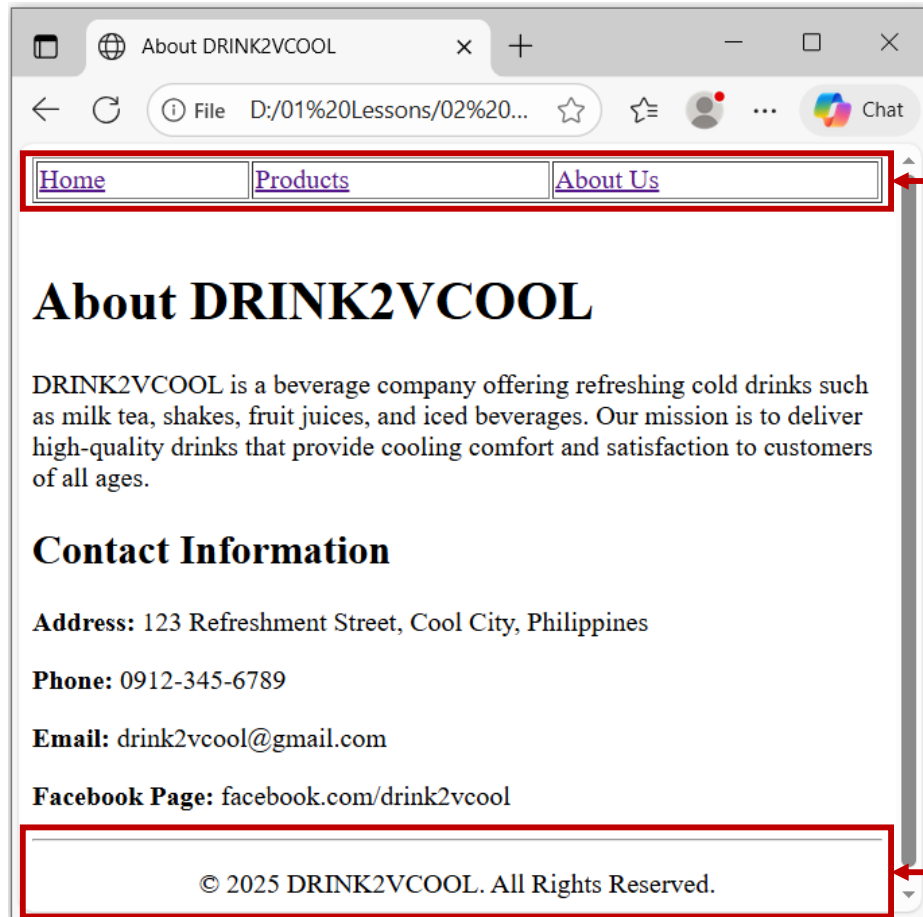 About DRINK2VCOOL
File D:/01%20Lessons/02%20... Chat
Home Products About Us
About DRINK2VCOOL
DRINK2VCOOL is a beverage company offering refreshing cold drinks such
as milk tea, shakes, fruit juices, and iced beverages. Our mission is to deliver
high-quality drinks that provide cooling comfort and satisfaction to customers
of all ages.
Contact Information
Address: 123 Refreshment Street, Cool City, Philippines
Phone: 0912-345-6789
Email: drink2vcool@gmail.com
Facebook Page: facebook.com/drink2vcool
© 2025 DRINK2VCOOL. All Rights Reserved.